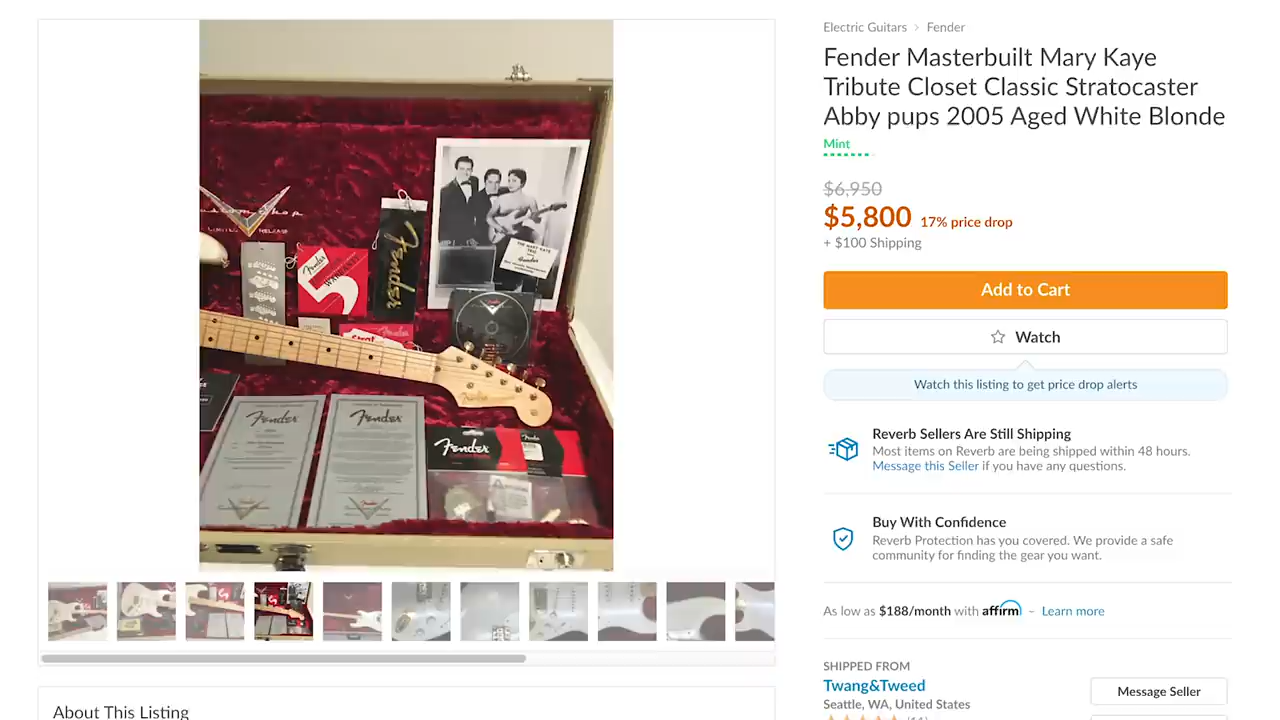 Electric Guitars > Fender
Fender Masterbuilt Mary Kaye
Tribute Closet Classic Stratocaster
Abby pups 2005 Aged White Blonde
Mint
$6,950
$5,800 17% price drop
+ $100 Shipping
Add to Cart
Watch
Watch this listing to get price drop alerts
Reverb Sellers Are Still Shipping
Most items on Reverb are being shipped within 48 hours.
Message this Seller if you have any questions.
Buy With Confidence
Reverb Protection has you covered. We provide a safe
community for finding the gear you want.
As low as $188/month with affirm – Learn more
SHIPPED FROM
Twang&Tweed
Message Seller
Seattle, WA, United States
Fender
5
WARRANTY
Fender
Fender
Fender
Fender
Fender
About This Listing